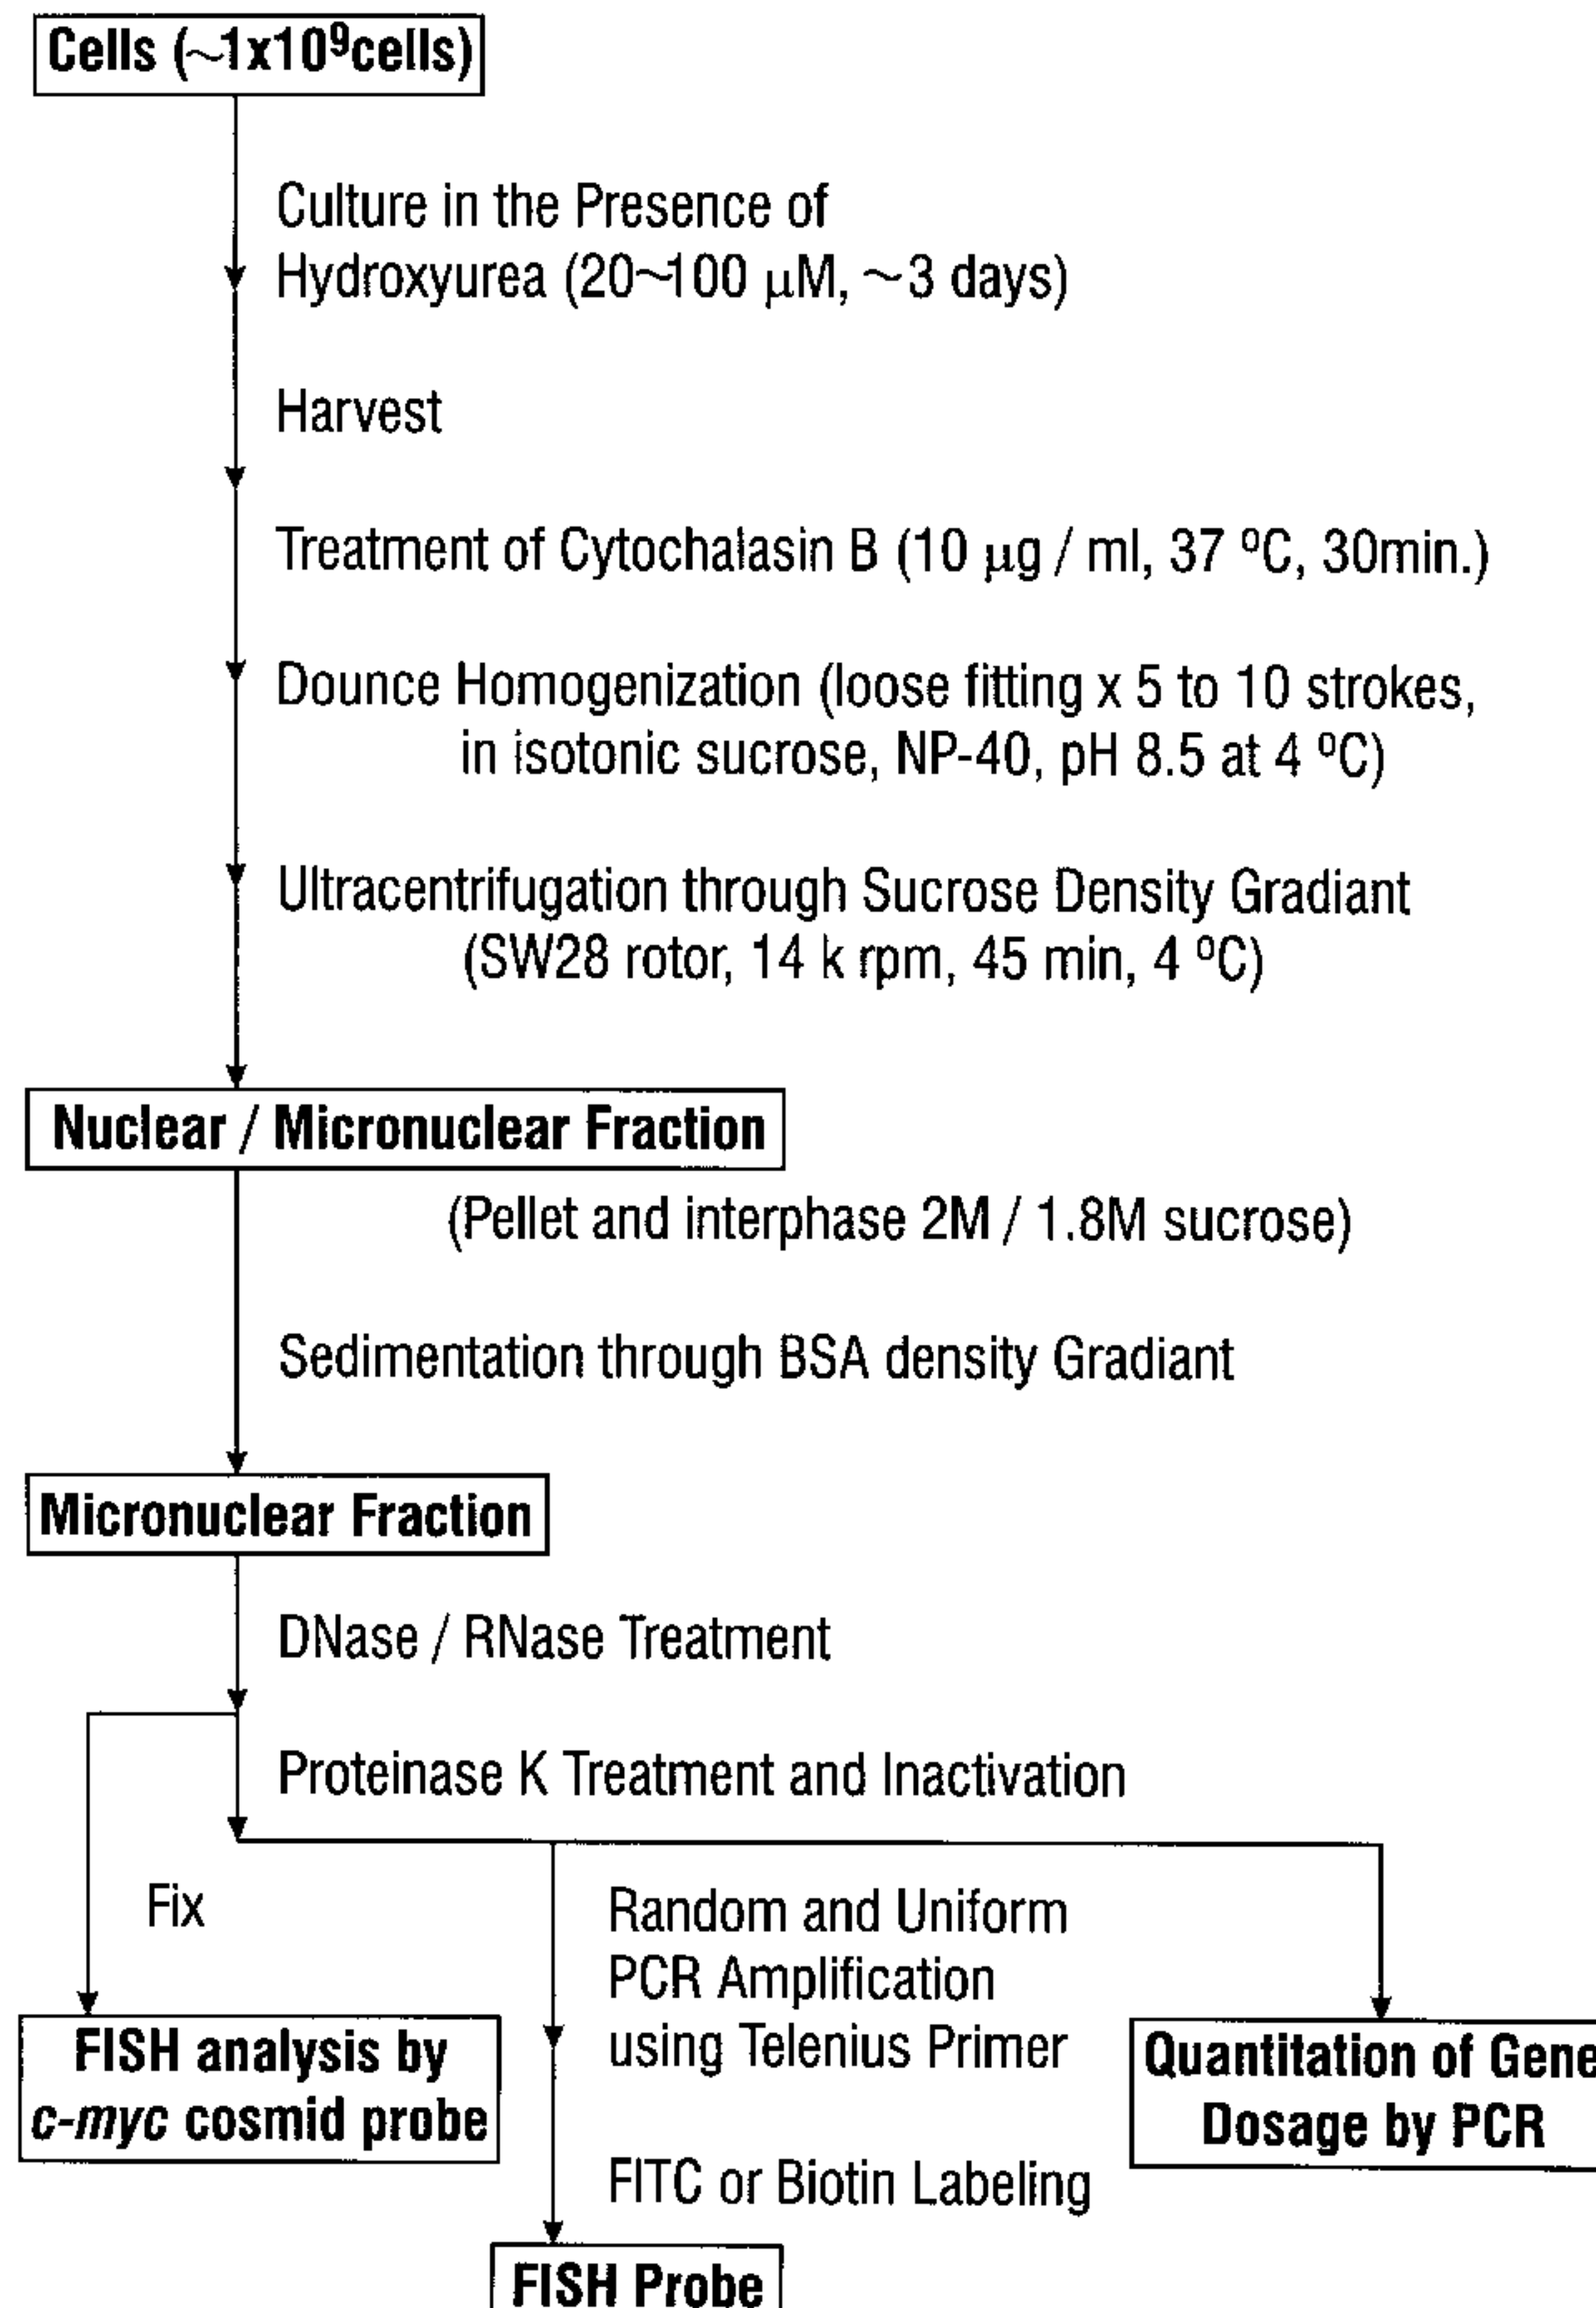 Cells (~1x10⁹cells)
Culture in the Presence of
Hydroxyurea (20~100 µM, ~3 days)
Harvest
Treatment of Cytochalasin B (10 µg / ml, 37 ºC, 30min.)
Dounce Homogenization (loose fitting x 5 to 10 strokes,
in isotonic sucrose, NP-40, pH 8.5 at 4 ºC)
Ultracentrifugation through Sucrose Density Gradiant
(SW28 rotor, 14 k rpm, 45 min, 4 ºC)
Nuclear / Micronuclear Fraction
(Pellet and interphase 2M / 1.8M sucrose)
Sedimentation through BSA density Gradiant
Micronuclear Fraction
DNase / RNase Treatment
Proteinase K Treatment and Inactivation
Fix
FISH analysis by
c-myc cosmid probe
Random and Uniform
PCR Amplification
using Telenius Primer
FITC or Biotin Labeling
FISH Probe
Quantitation of Gene
Dosage by PCR